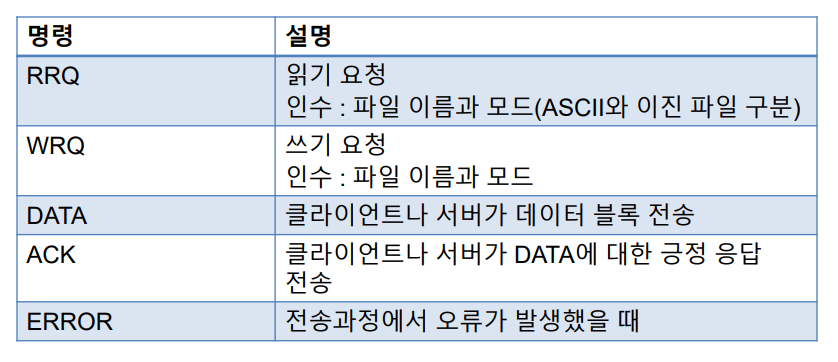 명령 설명
RRQ 읽기 요청
인수 : 파일 이름과 모드(ASCII와 이진 파일 구분)
WRQ 쓰기 요청
인수 : 파일 이름과 모드
DATA 클라이언트나 서버가 데이터 블록 전송
ACK 클라이언트나 서버가 DATA에 대한 긍정 응답
전송
ERROR 전송과정에서 오류가 발생했을 때